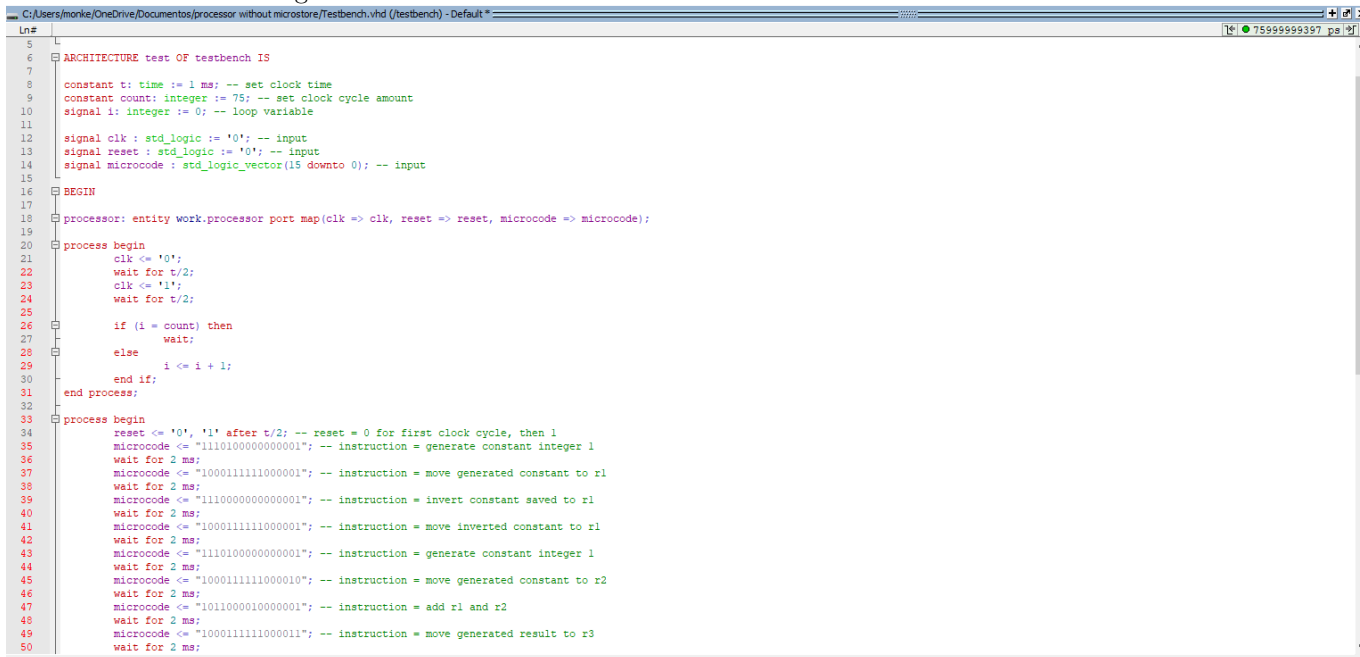 C:/Users/monke/OneDrive/Documentos/processor without microstore/Testbench.vhd (/testbench) - Default *
Ln#
75999999397 ps
5
6 ARCHITECTURE test OF testbench IS
7
8 constant t: time := 1 ms; -- set clock time
9 constant count: integer := 75; -- set clock cycle amount
10 signal i: integer := 0; -- loop variable
11
12 signal clk : std_logic := '0'; -- input
13 signal reset : std_logic := '0'; -- input
14 signal microcode : std_logic_vector(15 downto 0); -- input
15
16 BEGIN
17
18 processor: entity work.processor port map(clk => clk, reset => reset, microcode => microcode);
19
20 process begin
21 clk <= '0';
22 wait for t/2;
23 clk <= '1';
24 wait for t/2;
25
26 if (i = count) then
27 wait;
28 else
29 i <= i + 1;
30 end if;
31 end process;
32
33 process begin
34 reset <= '0', '1' after t/2; -- reset = 0 for first clock cycle, then 1
35 microcode <= "1110100000000001"; -- instruction = generate constant integer 1
36 wait for 2 ms;
37 microcode <= "1000111111000001"; -- instruction = move generated constant to r1
38 wait for 2 ms;
39 microcode <= "1110000000000001"; -- instruction = invert constant saved to r1
40 wait for 2 ms;
41 microcode <= "1000111111000001"; -- instruction = move inverted constant to r1
42 wait for 2 ms;
43 microcode <= "1110100000000001"; -- instruction = generate constant integer 1
44 wait for 2 ms;
45 microcode <= "1000111111000010"; -- instruction = move generated constant to r2
46 wait for 2 ms;
47 microcode <= "1011000010000001"; -- instruction = add r1 and r2
48 wait for 2 ms;
49 microcode <= "1000111111000011"; -- instruction = move generated result to r3
50 wait for 2 ms;